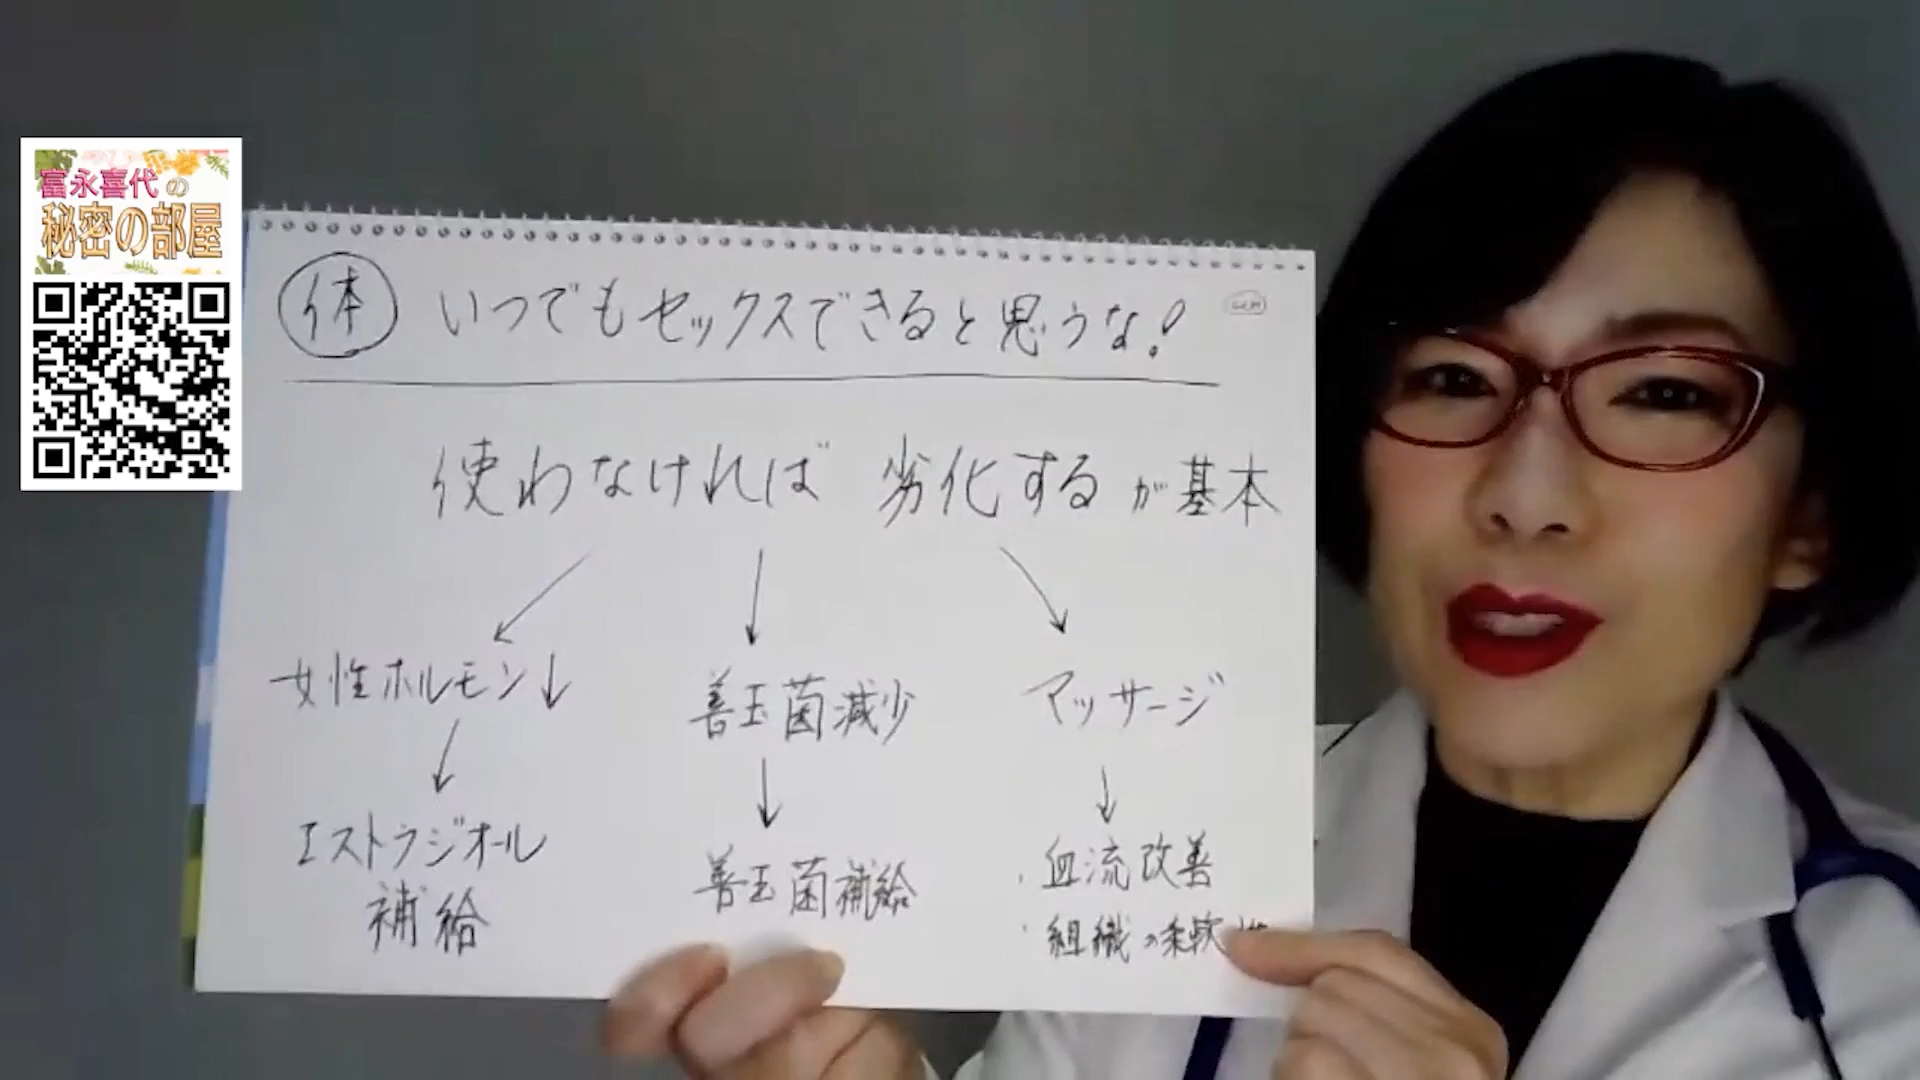 富永喜代の
秘密の部屋
体 いつでもセックスできると思うな！
使わなければ 劣化する が基本
女性ホルモン↓ 善玉菌減少 マッサージ
エストラジオール
補給
善玉菌補給
・血流改善
・組織の柔軟性